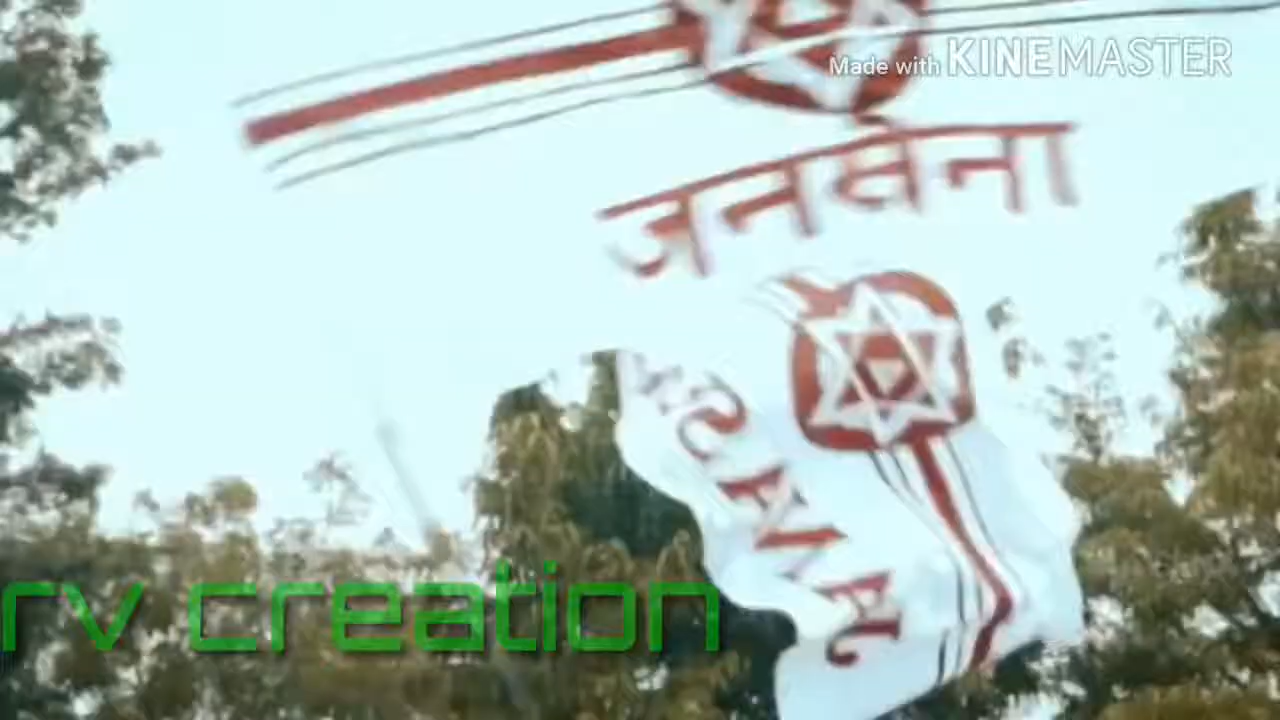 Made with KINEMASTER
जनसेना
rv creation